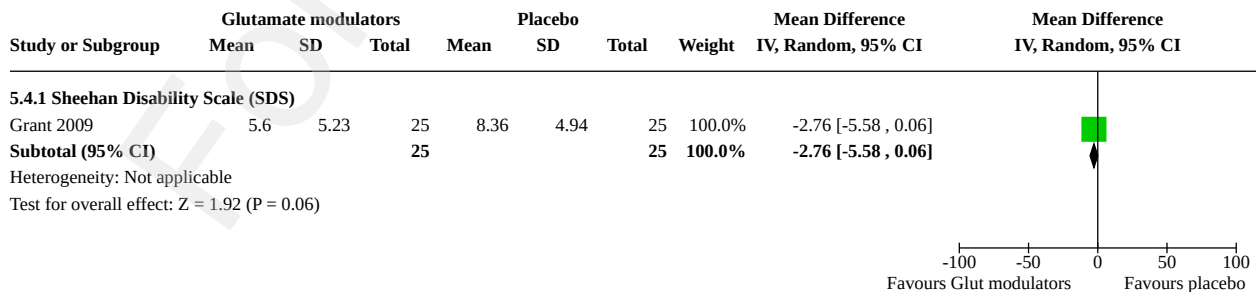 Glutamate modulators Placebo Mean Difference Mean Difference
Study or Subgroup Mean SD Total Mean SD Total Weight IV, Random, 95% CI IV, Random, 95% CI
5.4.1 Sheehan Disability Scale (SDS)
Grant 2009 5.6 5.23 25 8.36 4.94 25 100.0% -2.76 [-5.58 , 0.06]
Subtotal (95% CI) 25 25 100.0% -2.76 [-5.58 , 0.06]
Heterogeneity: Not applicable
Test for overall effect: Z = 1.92 (P = 0.06)
-100 -50 0 50 100
Favours Glut modulators Favours placebo
For